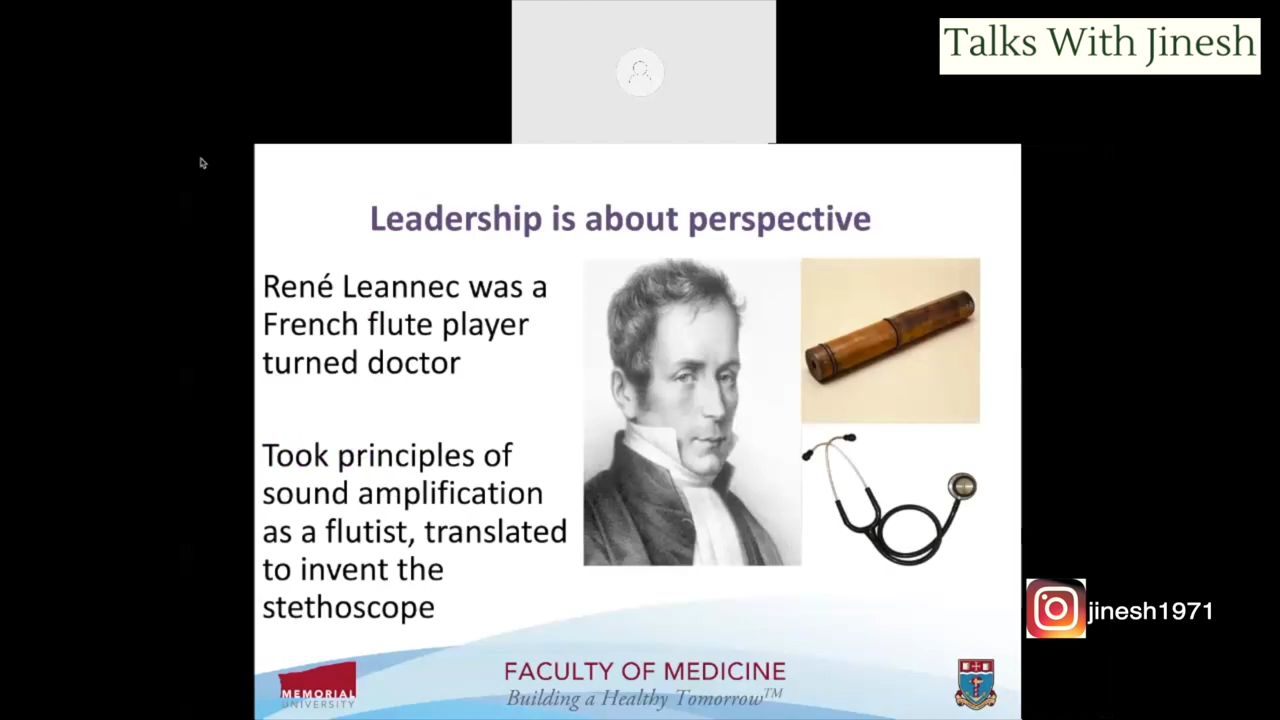 Talks With Jinesh
Leadership is about perspective
René Leannec was a
French flute player
turned doctor
Took principles of
sound amplification
as a flutist, translated
to invent the
stethoscope
jinesh1971
MEMORIAL
UNIVERSITY
FACULTY OF MEDICINE
Building a Healthy Tomorrow™